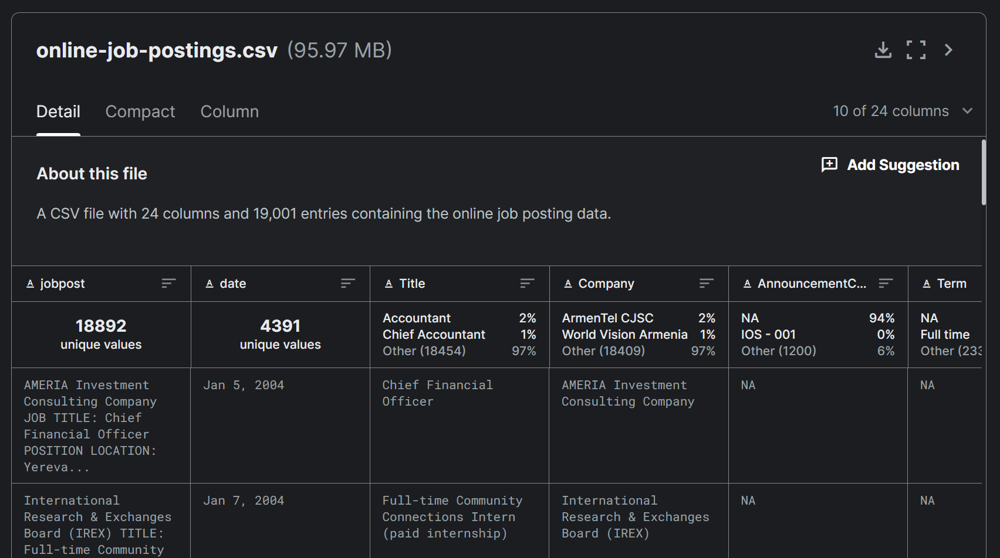 online-job-postings.csv (95.97 MB)
Detail Compact Column 10 of 24 columns
About this file
Add Suggestion
A CSV file with 24 columns and 19,001 entries containing the online job posting data.
A jobpost A date A Title A Company A AnnouncementC... A Term
18892
unique values
4391
unique values
Accountant 2%
Chief Accountant 1%
Other (18454) 97%
ArmenTel CJSC 2%
World Vision Armenia 1%
Other (18409) 97%
NA 94%
IOS - 001 0%
Other (1200) 6%
NA
Full time
Other (233
AMERIA Investment
Consulting Company
JOB TITLE: Chief
Financial Officer
POSITION LOCATION:
Yereva...
Jan 5, 2004
Chief Financial
Officer
AMERIA Investment
Consulting Company
NA
NA
International
Research & Exchanges
Board (IREX) TITLE:
Full-time Community
Jan 7, 2004
Full-time Community
Connections Intern
(paid internship)
International
Research & Exchanges
Board (IREX)
NA
NA